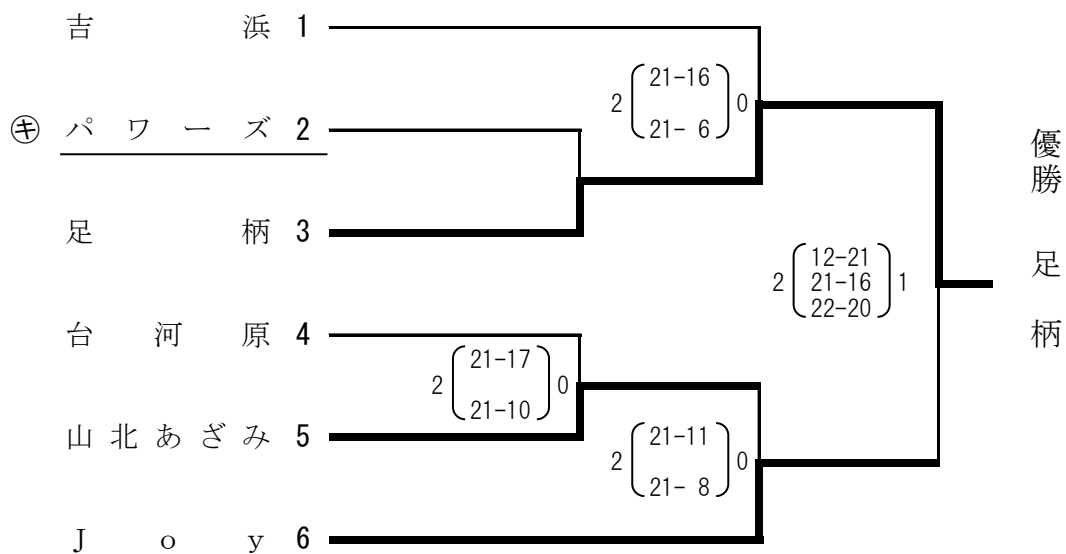 吉浜 1
㋖ パワーズ 2
足柄 3
台河原 4
山北あざみ 5
Joy 6
2 21-16 0
21- 6
2 21-17 0
21-10
2 21-11 0
21- 8
2 12-21 1
21-16
22-20
優勝 足柄